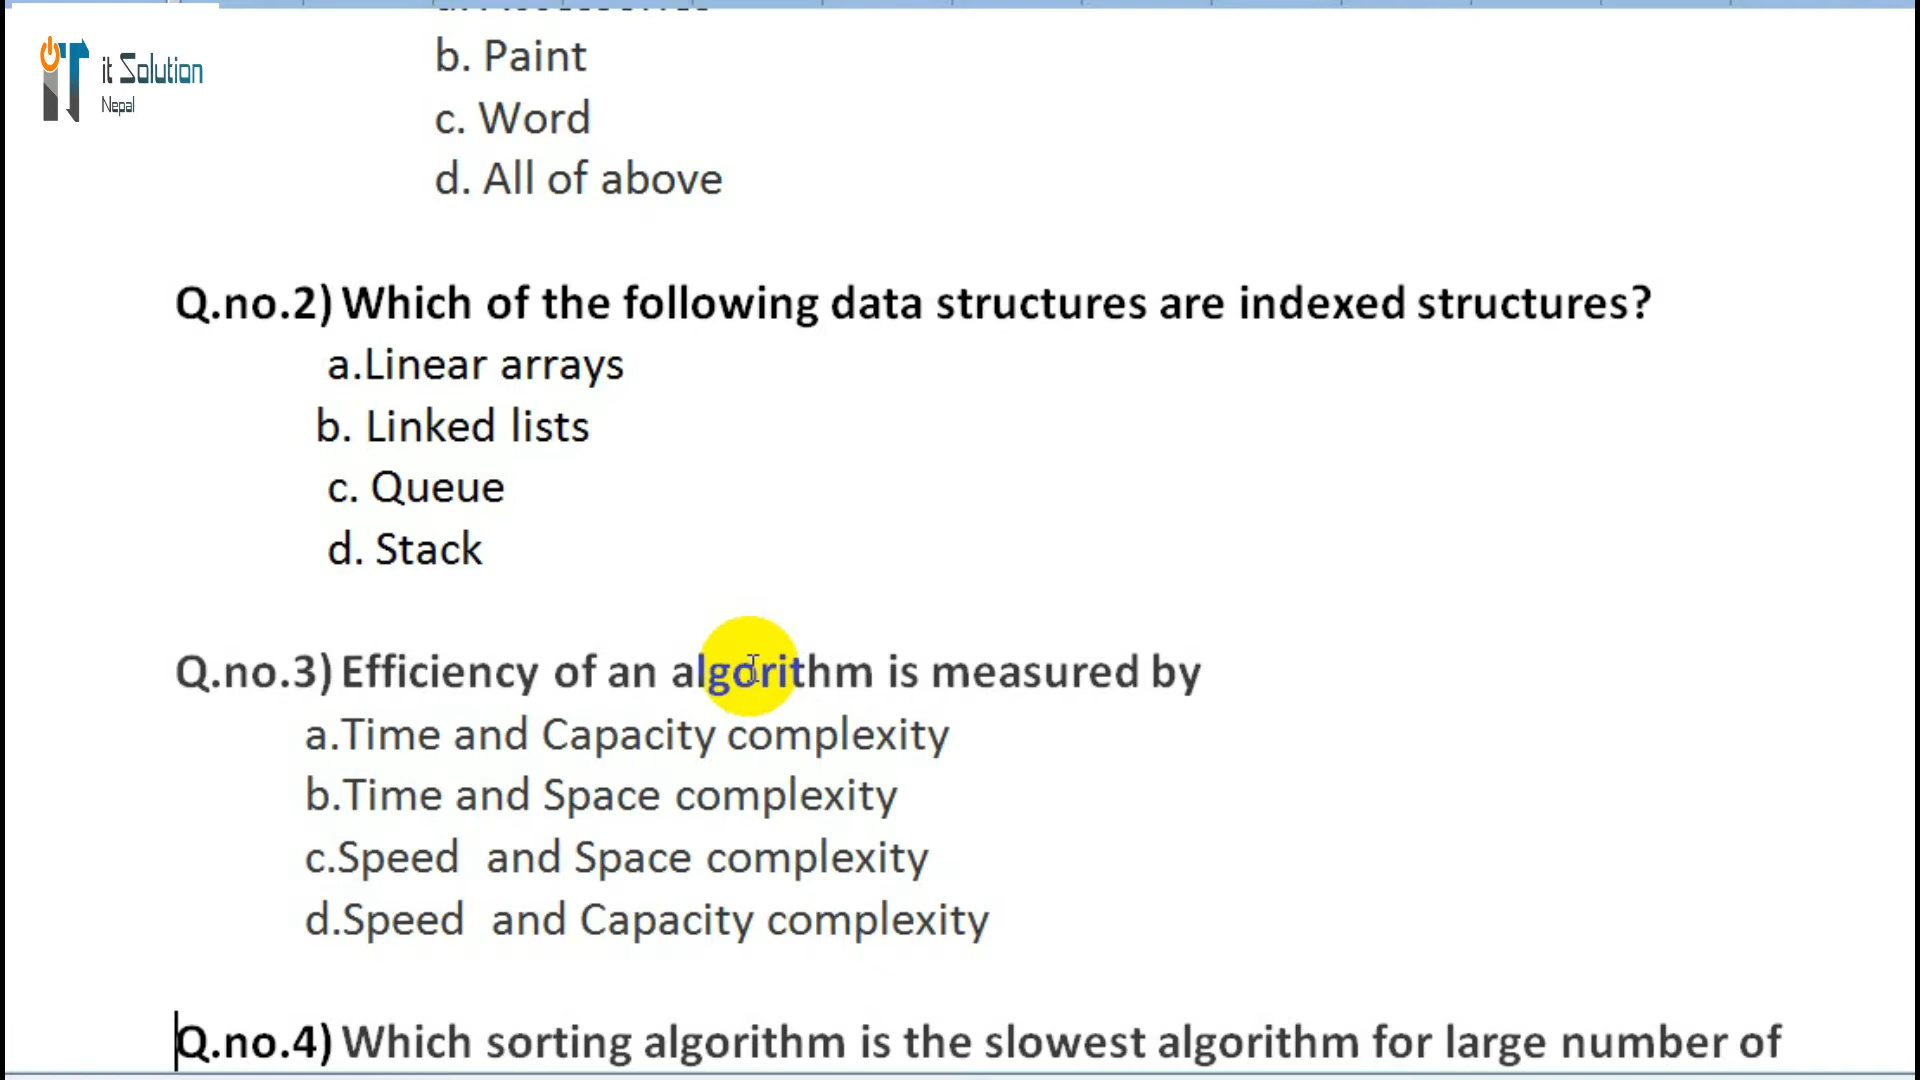 it Solution
Nepal
b. Paint
c. Word
d. All of above
Q.no.2) Which of the following data structures are indexed structures?
a.Linear arrays
b. Linked lists
c. Queue
d. Stack
Q.no.3) Efficiency of an algorithm is measured by
a.Time and Capacity complexity
b.Time and Space complexity
c.Speed and Space complexity
d.Speed and Capacity complexity
Q.no.4) Which sorting algorithm is the slowest algorithm for large number of